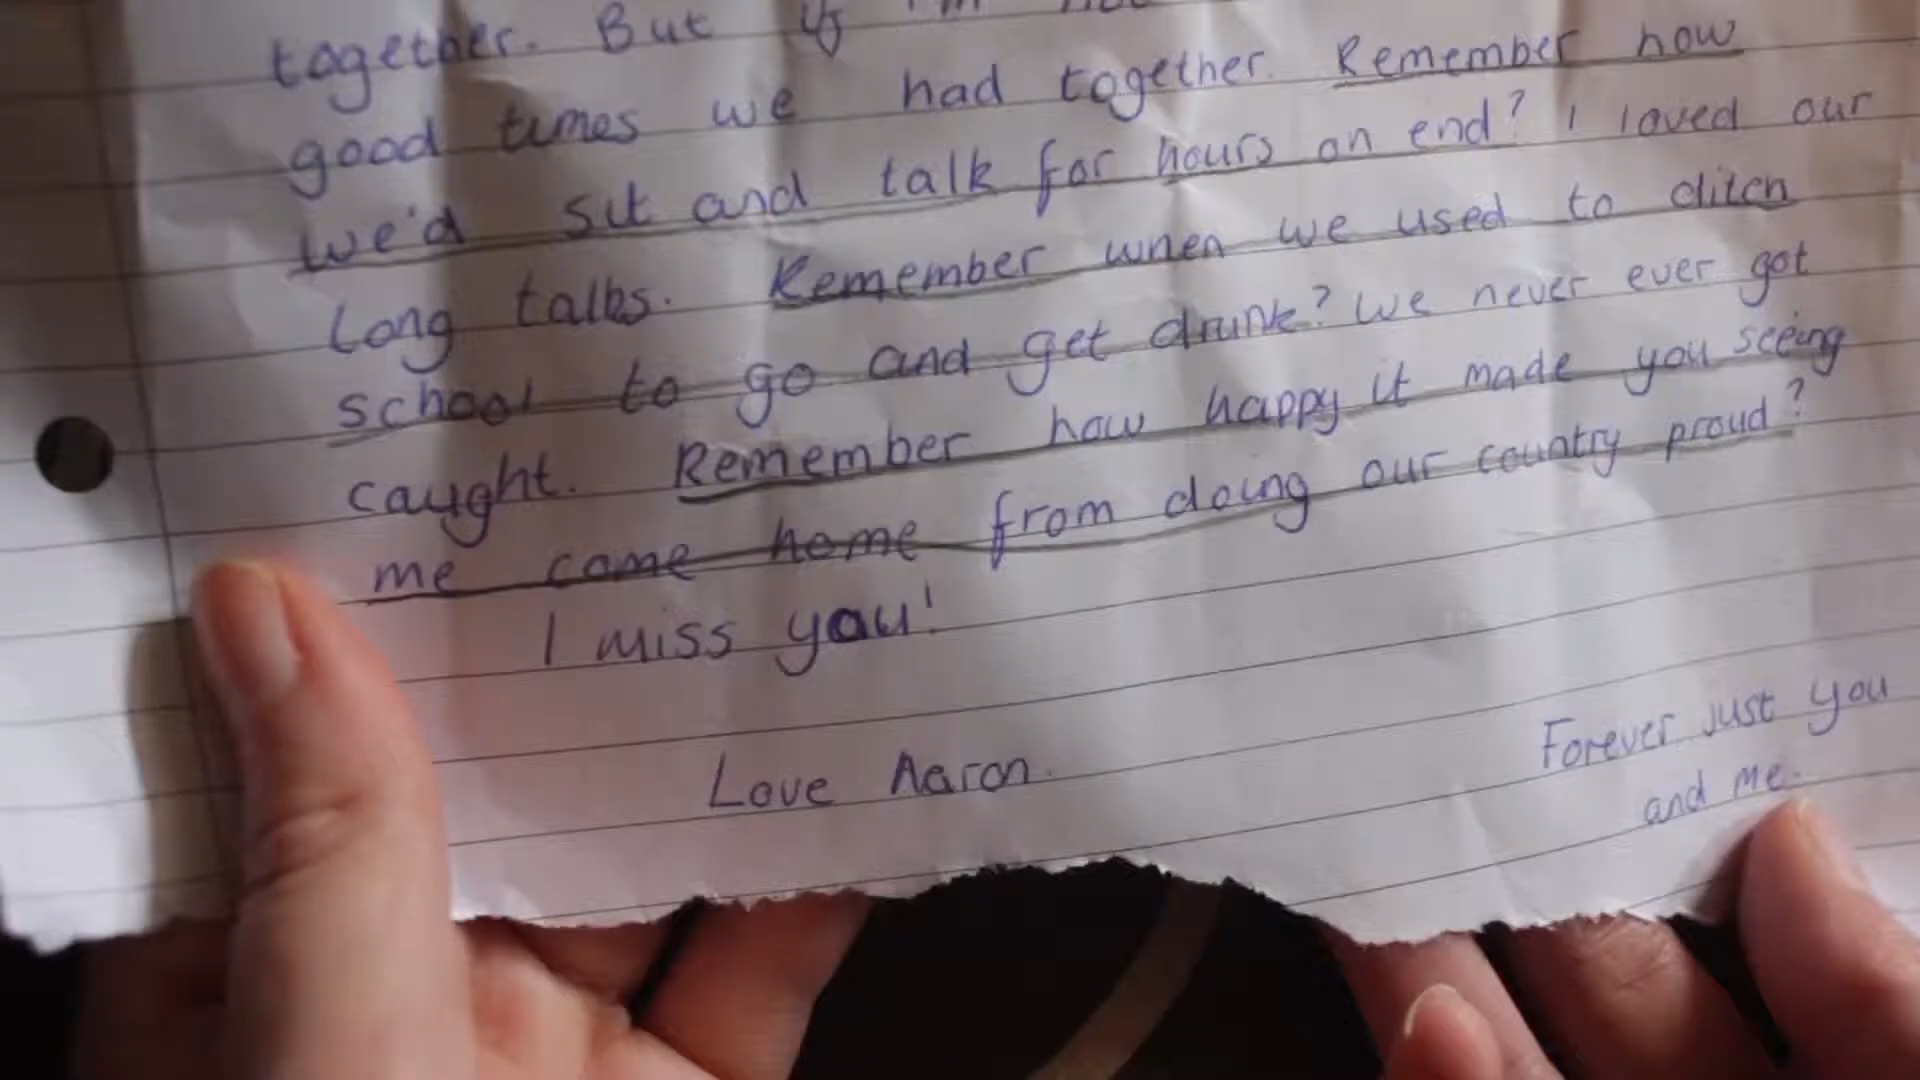 together. But if I'm not
good times we had together. Remember how
we'd sit and talk for hours on end? I loved our
long talks. Remember when we used to ditch
school to go and get drunk? We never ever got
caught. Remember how happy it made you seeing
me come home from doing our country proud?
I miss you!
Love Aaron.
Forever just you
and me.